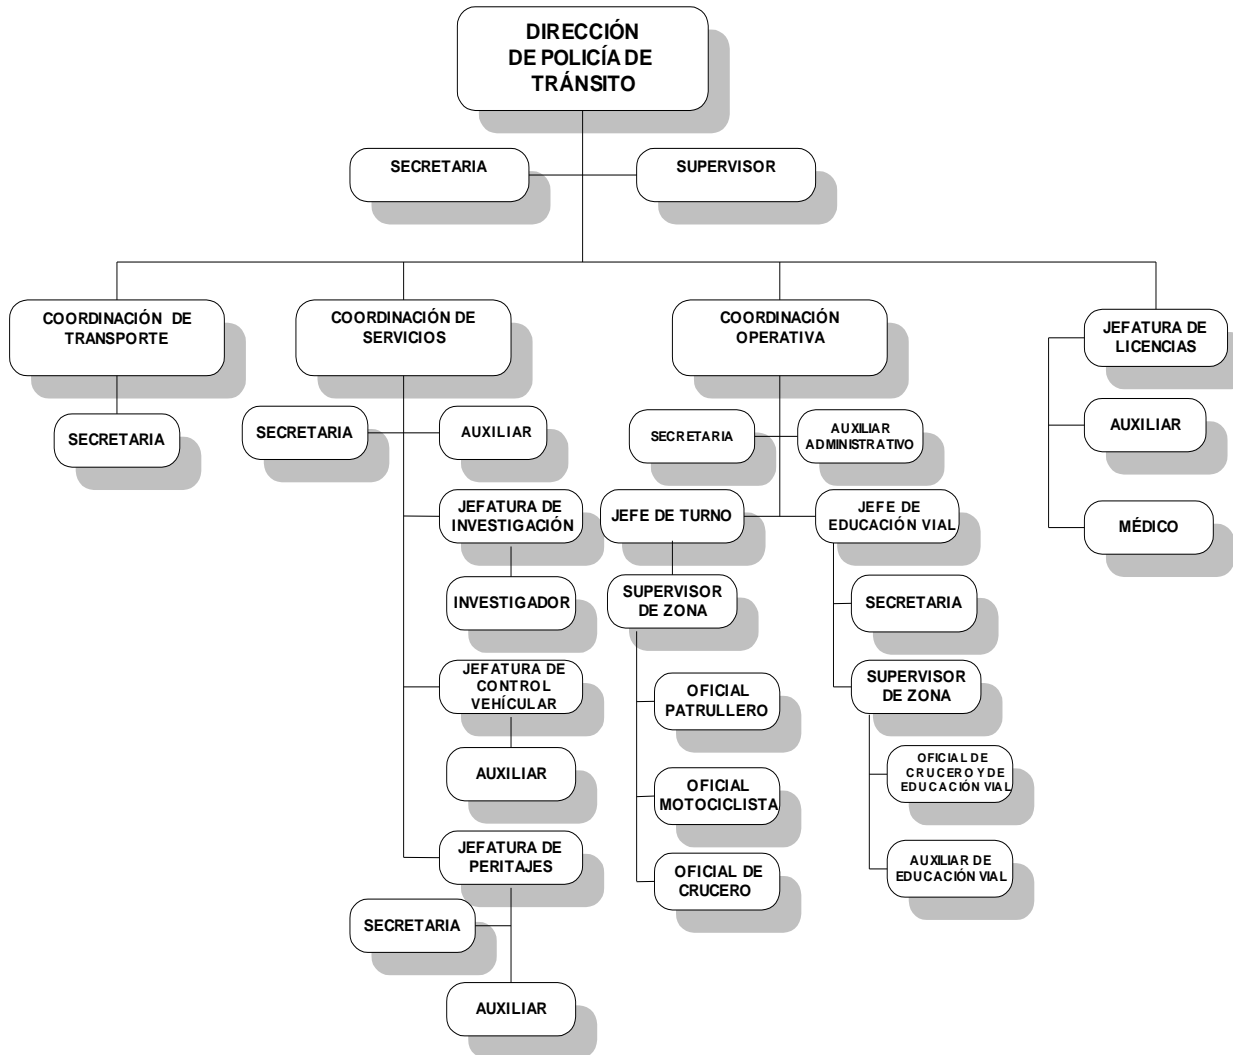 DIRECCIÓN
DE POLICÍA DE
TRÁNSITO
SECRETARIA
SUPERVISOR
COORDINACIÓN DE
TRANSPORTE
SECRETARIA
COORDINACIÓN DE
SERVICIOS
SECRETARIA
AUXILIAR
JEFATURA DE
INVESTIGACIÓN
INVESTIGADOR
JEFATURA DE
CONTROL
VEHÍCULAR
AUXILIAR
JEFATURA DE
PERITAJES
SECRETARIA
AUXILIAR
COORDINACIÓN
OPERATIVA
SECRETARIA
AUXILIAR
ADMINISTRATIVO
JEFE DE TURNO
SUPERVISOR
DE ZONA
OFICIAL
PATRULLERO
OFICIAL
MOTOCICLISTA
OFICIAL DE
CRUCERO
JEFE DE
EDUCACIÓN VIAL
SECRETARIA
SUPERVISOR
DE ZONA
OFICIAL DE
CRUCERO Y DE
EDUCACIÓN VIAL
AUXILIAR DE
EDUCACIÓN VIAL
JEFATURA DE
LICENCIAS
AUXILIAR
MÉDICO